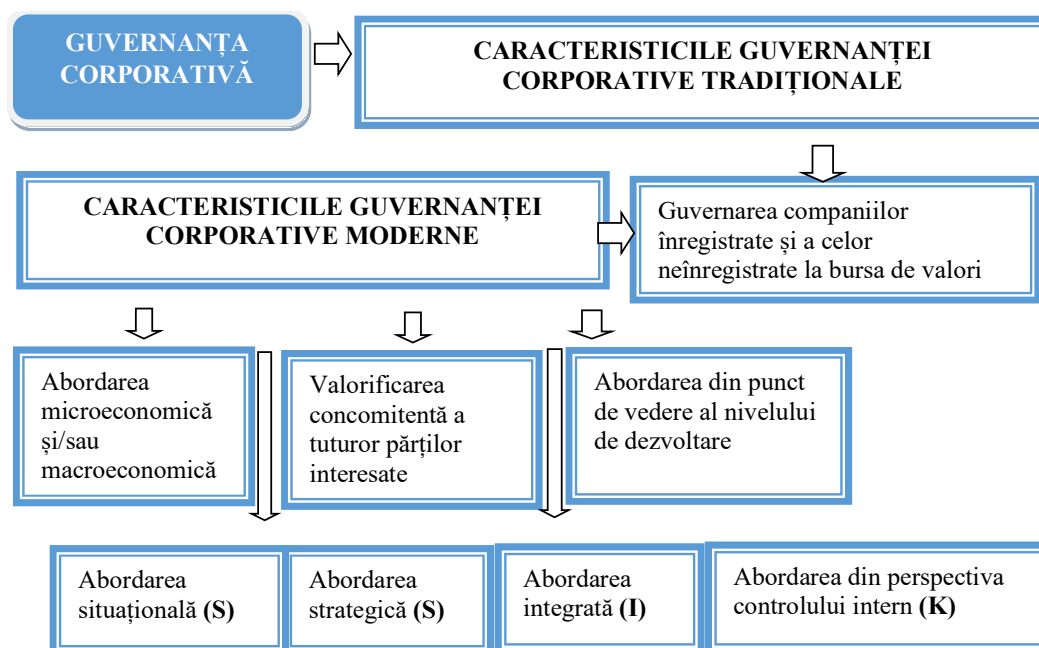 GUVERNANȚA
CORPORATIVĂ
CARACTERISTICILE GUVERNANȚEI
CORPORATIVE TRADIȚIONALE
CARACTERISTICILE GUVERNANȚEI
CORPORATIVE MODERNE
Guvernarea companiilor
înregistrate și a celor
neînregistrate la bursa de valori
Abordarea
microeconomică
și/sau
macroeconomică
Valorificarea
concomitentă a
tuturor părților
interesate
Abordarea din punct
de vedere al nivelului
de dezvoltare
Abordarea
situațională (S)
Abordarea
strategică (S)
Abordarea
integrată (I)
Abordarea din perspectiva
controlului intern (K)